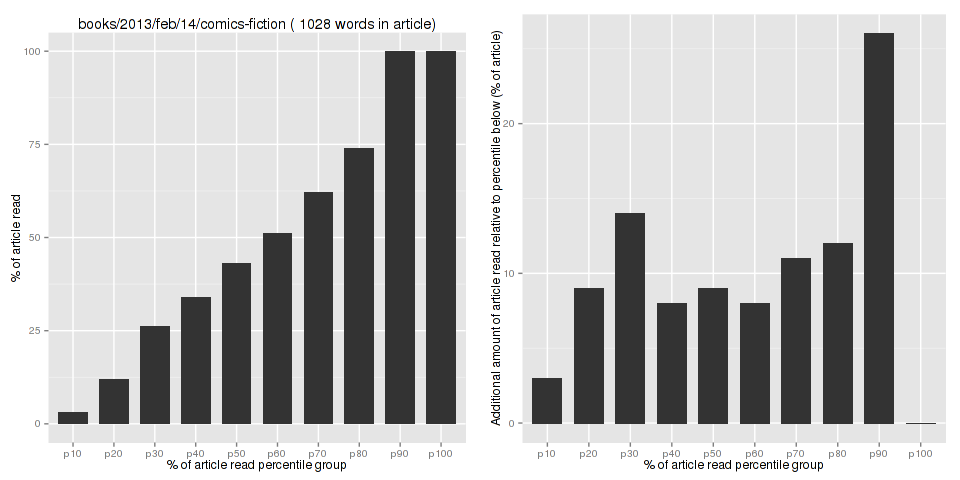 books/2013/feb/14/comics-fiction ( 1028 words in article)
% of article read
100
75
50
25
0
p10 p20 p30 p40 p50 p60 p70 p80 p90 p100
% of article read percentile group
Additional amount of article read relative to percentile below (% of article)
20
10
0
p10 p20 p30 p40 p50 p60 p70 p80 p90 p100
% of article read percentile group